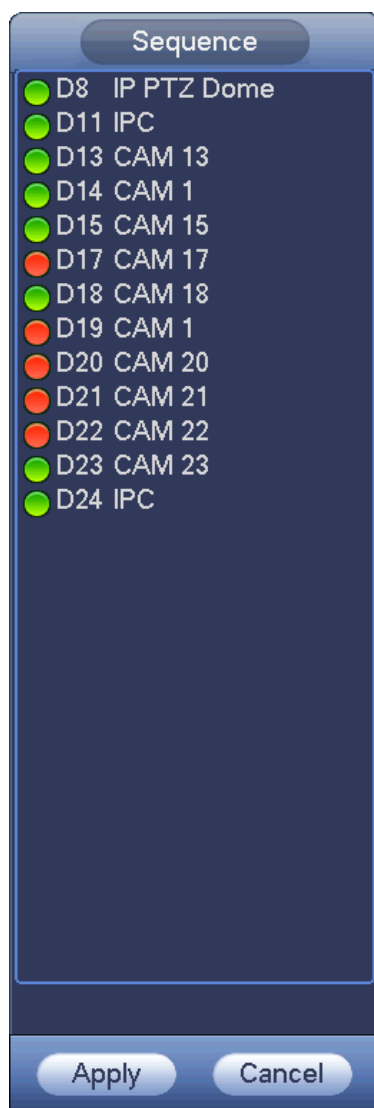 Sequence
D8 IP PTZ Dome
D11 IPC
D13 CAM 13
D14 CAM 1
D15 CAM 15
D17 CAM 17
D18 CAM 18
D19 CAM 1
D20 CAM 20
D21 CAM 21
D22 CAM 22
D23 CAM 23
D24 IPC
Apply Cancel